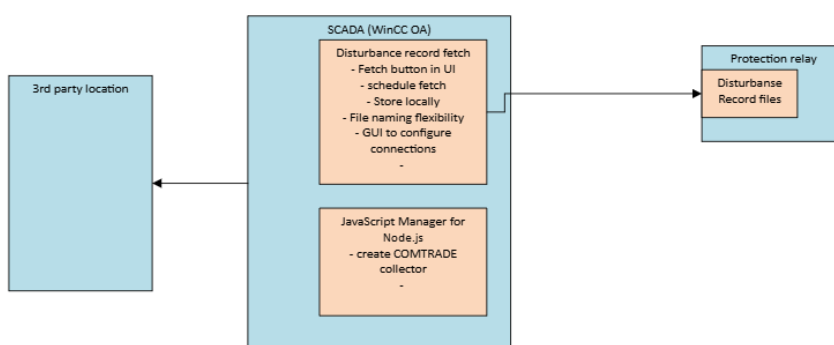 SCADA (WinCC OA)
Disturbance record fetch
- Fetch button in UI
- schedule fetch
- Store locally
- File naming flexibility
- GUI to configure
connections
-
3rd party location
Protection relay
Disturbanse
Record files
JavaScript Manager for
Node.js
- create COMTRADE
collector
-